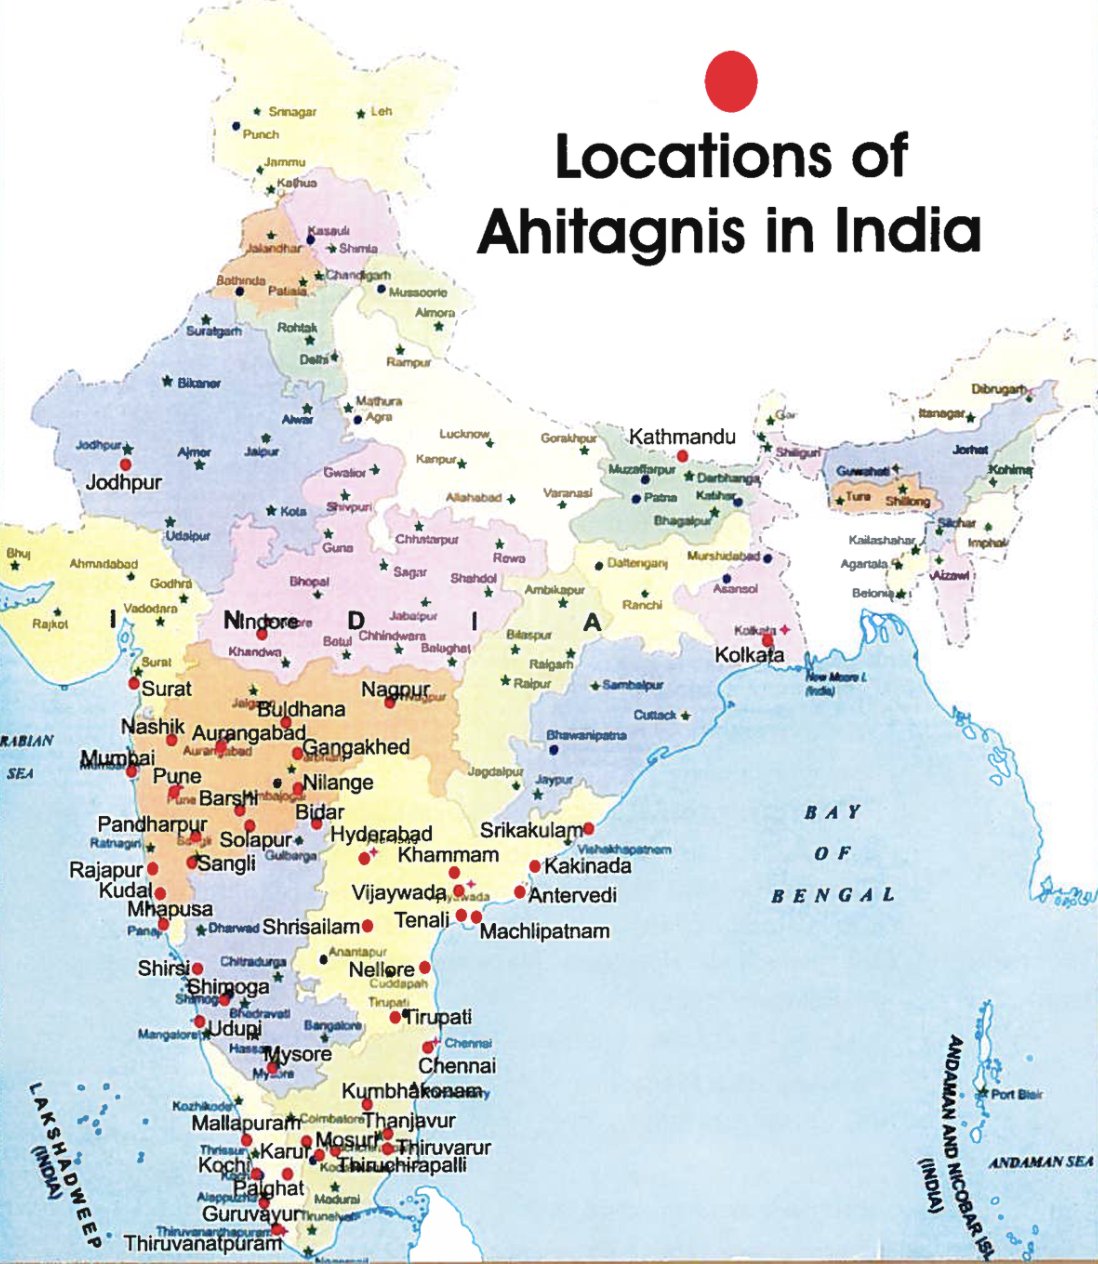 Locations of
Ahitagnis in India
Srinagar
Leh
Punch
Jammu
Kathua
Kasauli
Jalandhar
Shimla
Chandigarh
Bathinda
Patiala
Mussoorie
Almora
Suratgarh
Rohtak
Delhi
Rampur
Bikaner
Dibrugarh
Mathura
Agra
Alwar
Itanagar
Gorakhpur
Kathmandu
Lucknow
Jodhpur
Ajmer
Jaipur
Siliguri
Jorhat
Kanpur
Gwalior
Muzaffarpur
Darbhanga
Guwahati
Kohima
Jodhpur
Allahabad
Varanasi
Patna
Katihar
Tura
Shillong
Shivpuri
Kota
Bhagalpur
Silchar
Udaipur
Guna
Chhatarpur
Kailashahar
Imphal
Bhuj
Ahmadabad
Rewa
Daltenganj
Murshidabad
Agartala
Sagar
Shahdol
Aizawl
Godhra
Bhopal
Ambikapur
Asansol
Belonia
Vadodara
Jabalpur
Ranchi
Rajkot
I N D I A
Indore
Kolkata
Betul
Chhindwara
Bilaspur
Khandwa
Balaghat
Kolkata
Surat
Raigarh
New Moore I.
(India)
Surat
Nagpur
Raipur
Sambalpur
Buldhana
Cuttack
Nashik
Aurangabad
Bhawanipatna
ARABIAN
SEA
Aurangabad
Gangakhed
Mumbai
Pune
Jagdalpur
Jaypur
Nilange
Pune
Barshi
BAY
OF
BENGAL
Bidar
Pandharpur
Solapur
Hyderabad
Srikakulam
Ratnagiri
Vishakhapatnam
Gulbarga
Khammam
Rajapur
Sangli
Kakinada
Kudal
Vijaywada
Antervedi
Mhapusa
Tenali
Panaji
Dharwad
Shrisailam
Machlipatnam
Anantapur
Shirsi
Chitradurga
Nellore
Cuddapah
Shimoga
Tirupati
Bhadravati
Tirupati
Mangalore
Udupi
Bangalore
Chennai
Mysore
Chennai
Mysore
Kumbhakonam
Kozhikode
Mallapuram
Coimbatore
Thanjavur
Port Blair
Thrissur
Karur
Mosuri
Thiruvarur
Kochi
Thiruchirapalli
ANDAMAN SEA
Palghat
Alappuzha
Madurai
Guruvayur
Thiruvananthapuram
Thiruvanatpuram
LAKSHADWEEP
(INDIA)
ANDAMAN AND NICOBAR ISL
(INDIA)